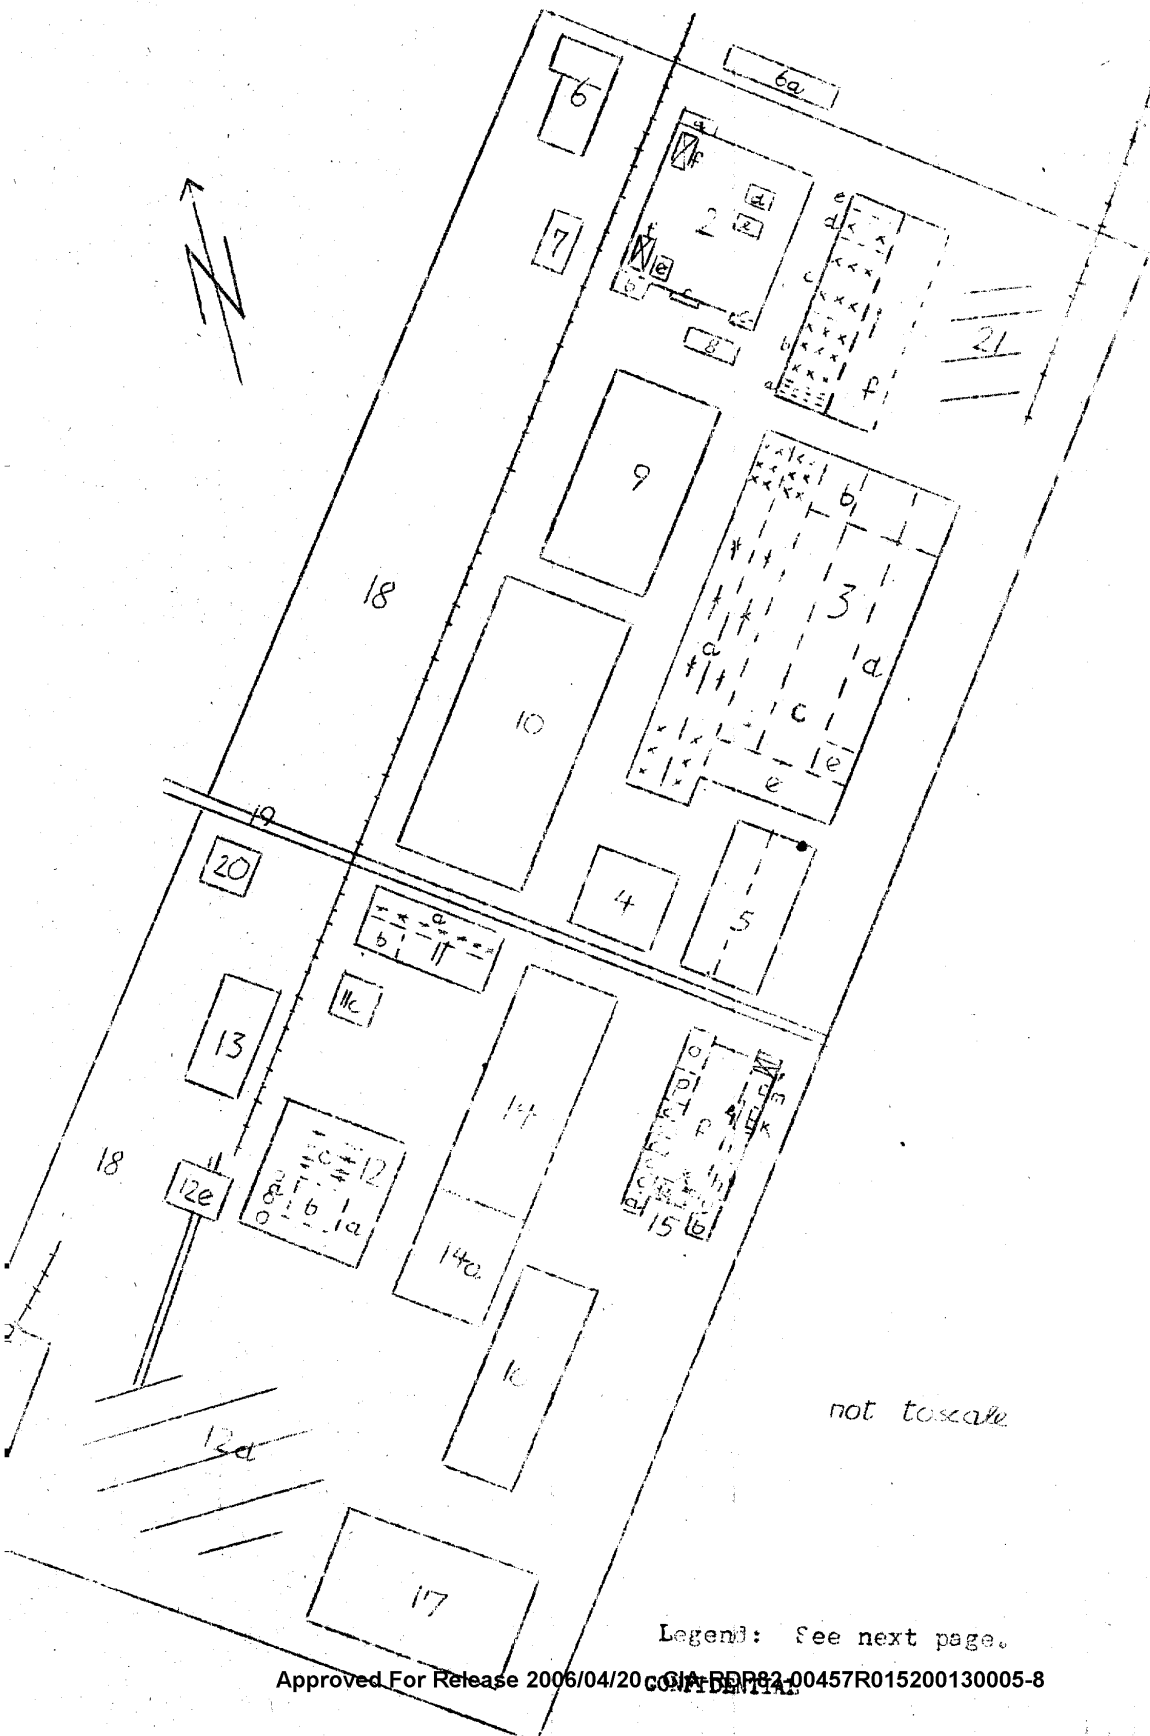 6
6a
a
f
7
2
d
e
f
e
b
c
8
e
d
c
b
a
f
21
9
b
3
a
d
c
e
e
18
10
19
20
4
5
a
b
11
11c
13
14
o
p
m
k
h
a
15
b
18
12e
c
12
b
a
14a
16
not to scale
17
Legend: See next page.
Approved For Release 2006/04/20 : CIA-RDP82-00457R015200130005-8
CONFIDENTIAL